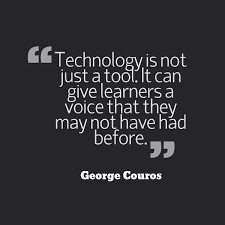 “Technology is not
just a tool. It can
give learners a
voice that they
may not have had
before.”
George Couros